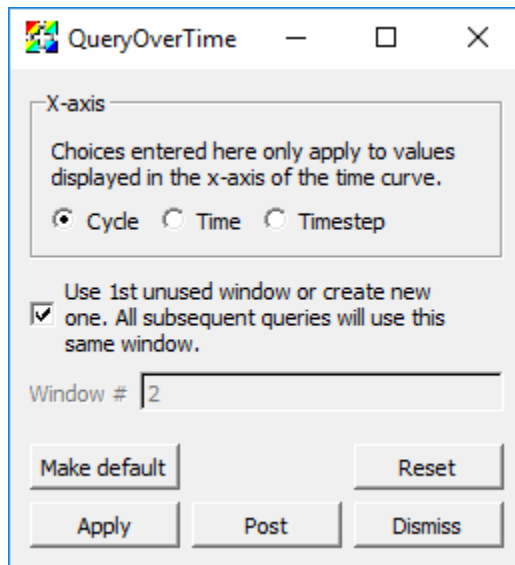 QueryOverTime
X-axis
Choices entered here only apply to values
displayed in the x-axis of the time curve.
Cycle Time Timestep
Use 1st unused window or create new
one. All subsequent queries will use this
same window.
Window # 2
Make default Reset
Apply Post Dismiss